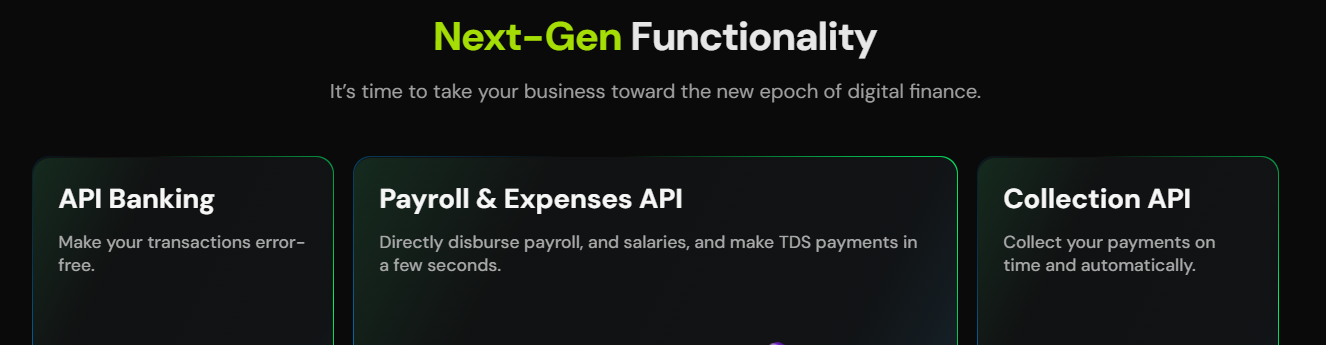 Next-Gen Functionality
It's time to take your business toward the new epoch of digital finance.
API Banking
Make your transactions error-
free.
Payroll & Expenses API
Directly disburse payroll, and salaries, and make TDS payments in
a few seconds.
Collection API
Collect your payments on
time and automatically.